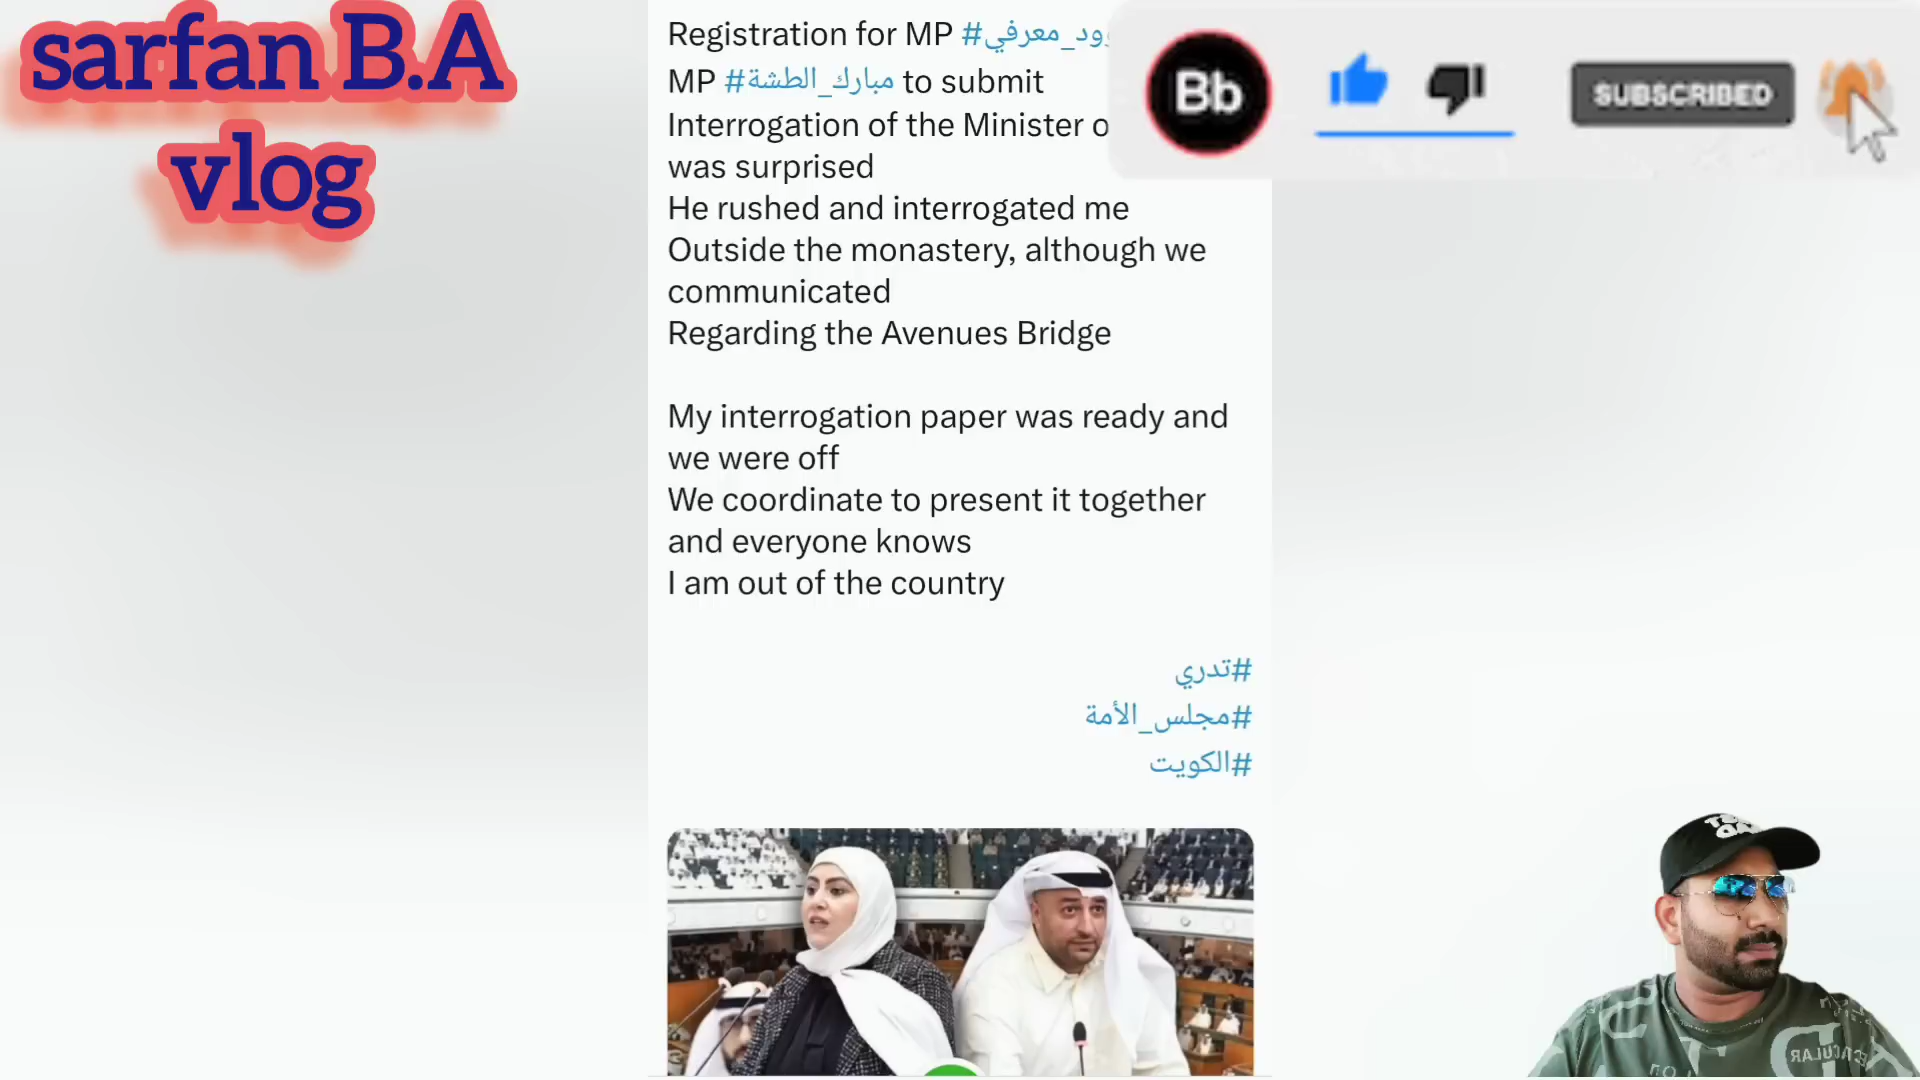 sarfan B.A
vlog
Registration for MP #وود_معرفي
MP #مبارك_الطشة to submit
Interrogation of the Minister o
was surprised
He rushed and interrogated me
Outside the monastery, although we
communicated
Regarding the Avenues Bridge
My interrogation paper was ready and
we were off
We coordinate to present it together
and everyone knows
I am out of the country
#تدري
#مجلس_الأمة
#الكويت
Bb
SUBSCRIBED